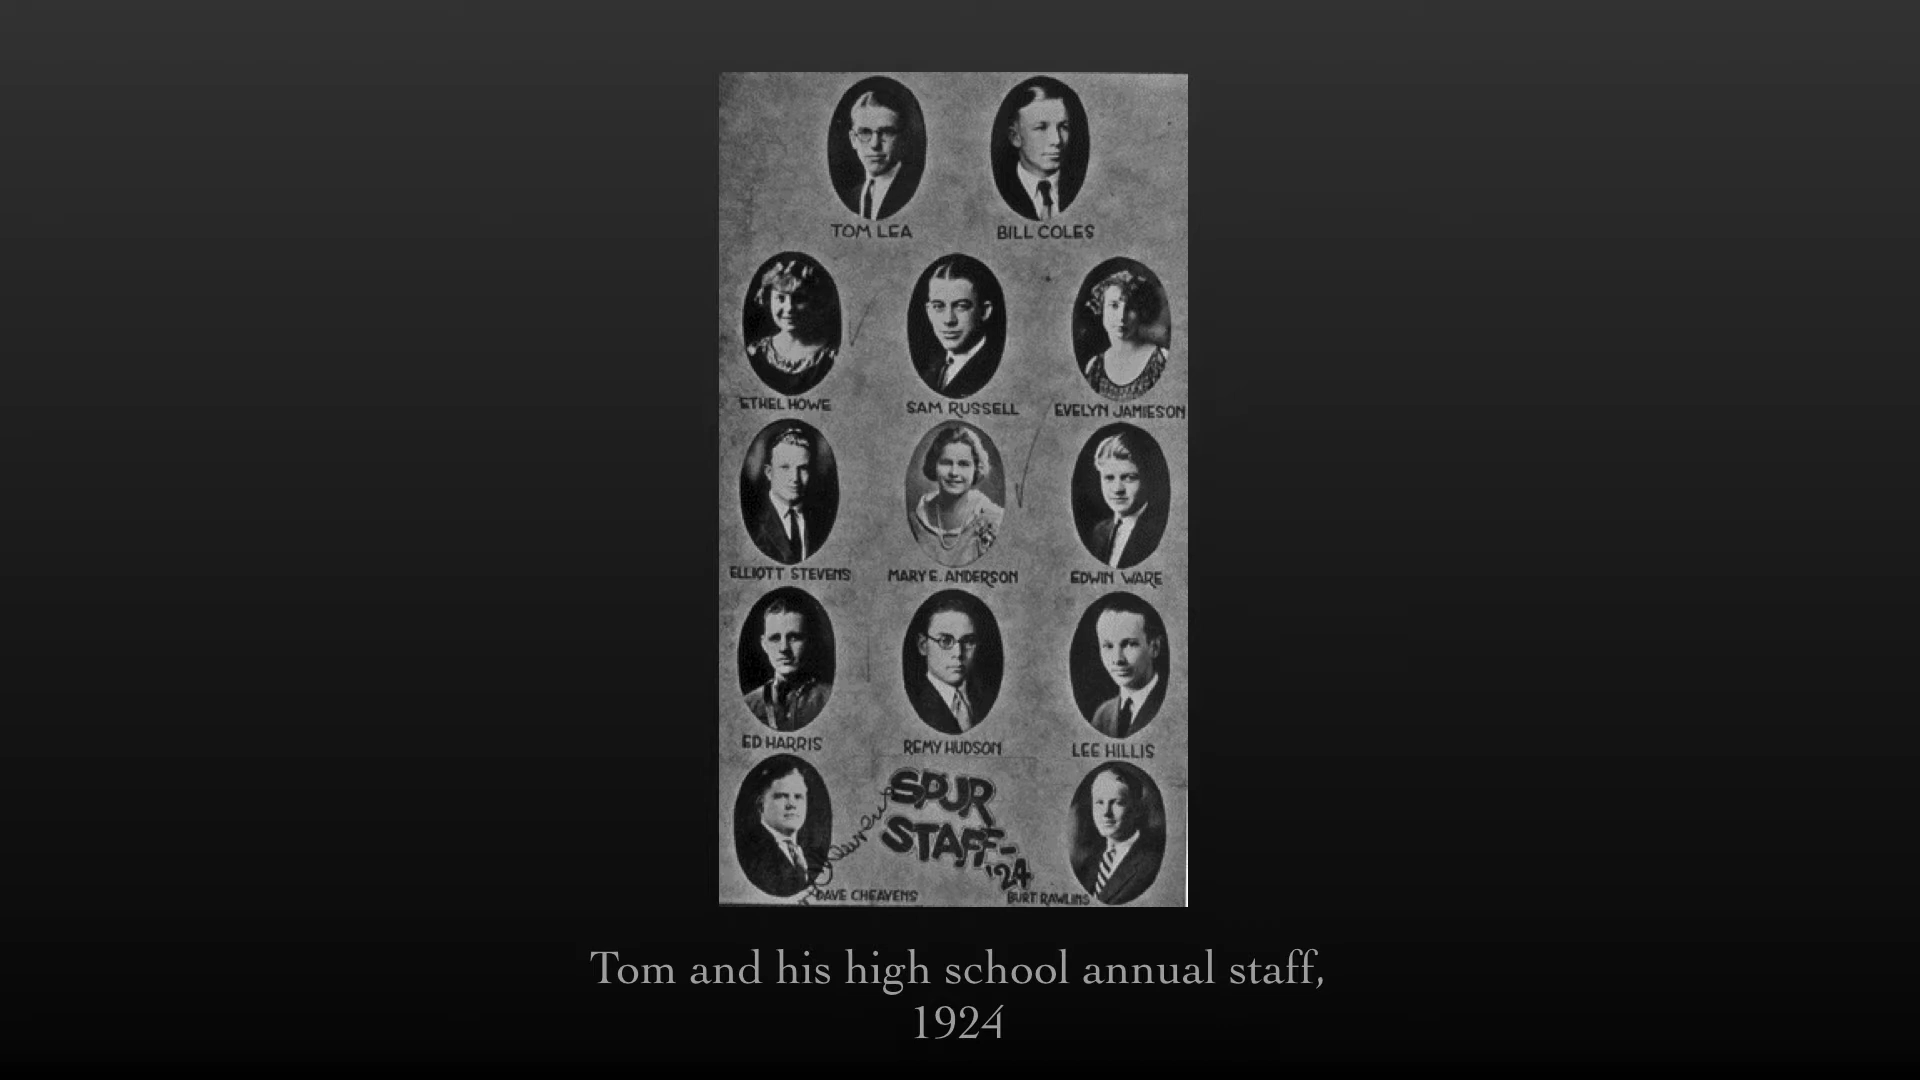 TOM LEA BILL COLES
ETHEL HOWE SAM RUSSELL EVELYN JAMIESON
ELLIOTT STEVENS MARY E. ANDERSON EDWIN WARE
ED HARRIS REMY HUDSON LEE HILLIS
SPUR
STAFF-
'24
DAVE CHEAVENS BURT RAWLINS
Tom and his high school annual staff,
1924